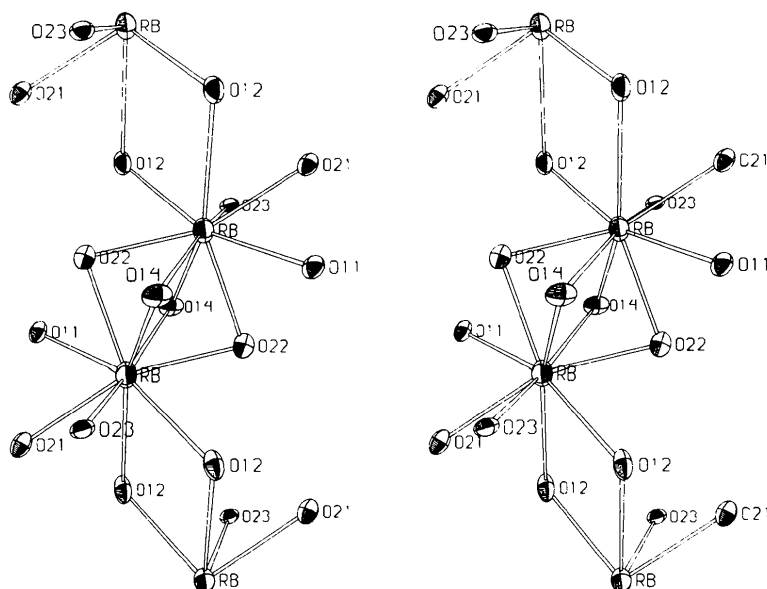 O23 RB O23 RB
O21 O12 O21 O12
O12 O21 O12 C21
O23 O23
RB RB
O22 O11 O22 O11
O14 O14
O14 O14
O11 O22 O11 O22
RB RB
O21 O23 O21 O23
O12 O12
O12 O12
O23 O21 O23 C21
RB RB